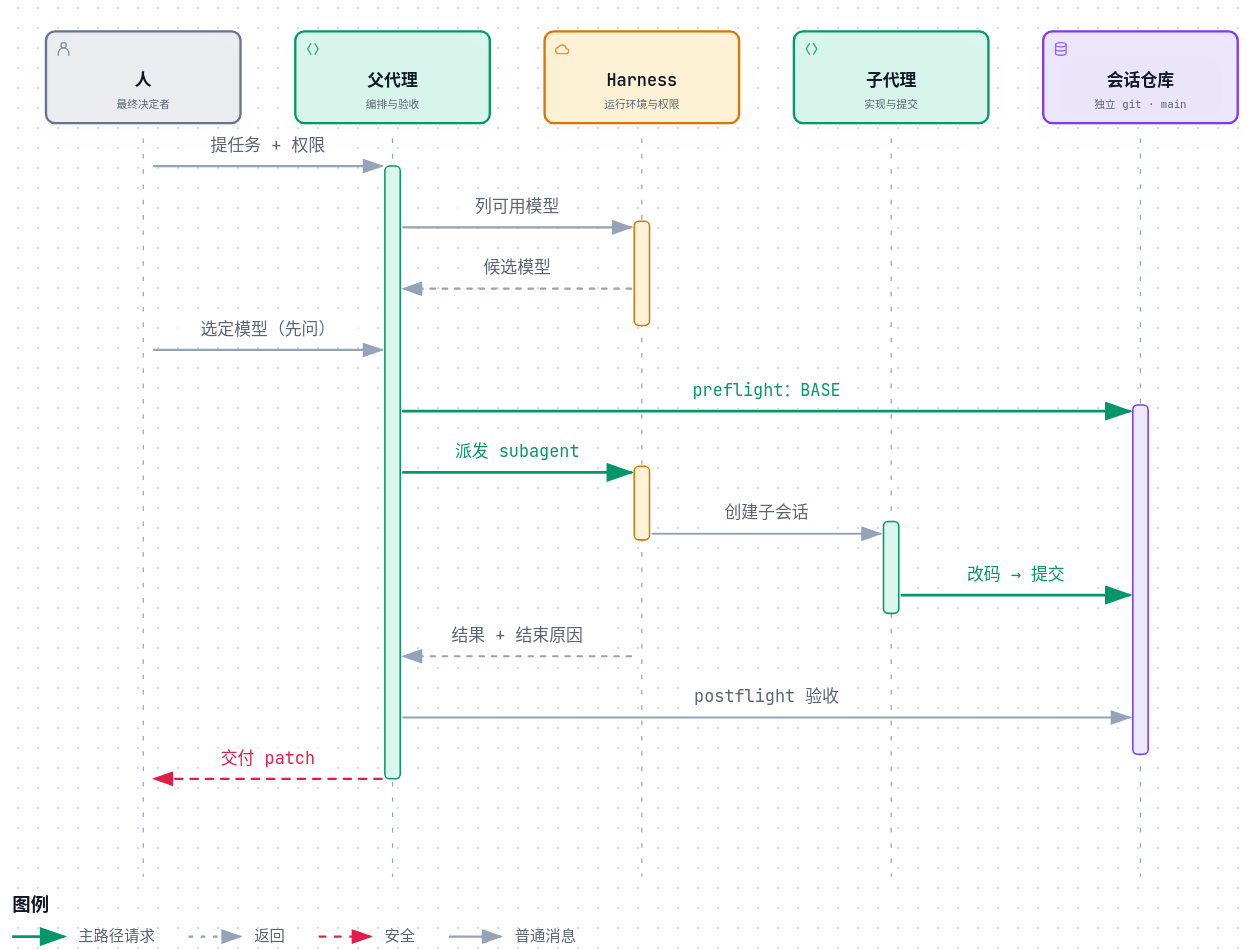 人
最终决定者
父代理
编排与验收
Harness
运行环境与权限
子代理
实现与提交
会话仓库
独立 git · main
提任务 + 权限
列可用模型
候选模型
选定模型（先问）
preflight：BASE
派发 subagent
创建子会话
改码 → 提交
结果 + 结束原因
postflight 验收
交付 patch
图例
主路径请求
返回
安全
普通消息